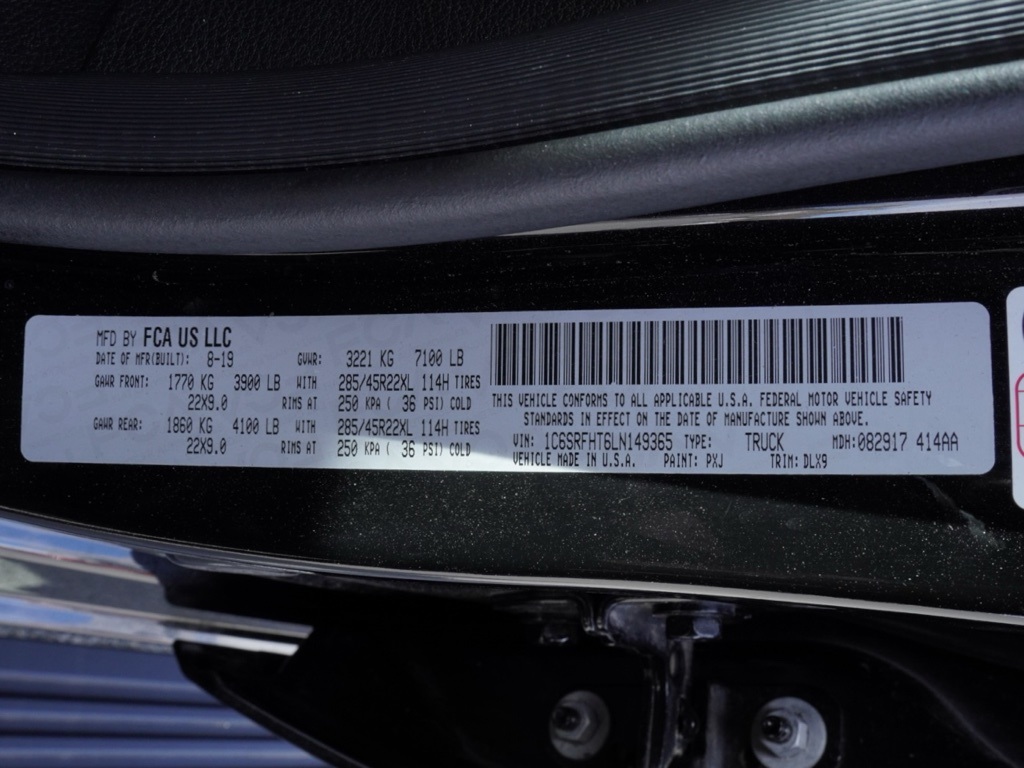 MFD BY FCA US LLC
DATE OF MFR(BUILT): 8-19 GVWR: 3221 KG 7100 LB
GAWR FRONT: 1770 KG 3900 LB WITH 285/45R22XL 114H TIRES
22X9.0 RIMS AT 250 KPA ( 36 PSI) COLD
GAWR REAR: 1860 KG 4100 LB WITH 285/45R22XL 114H TIRES
22X9.0 RIMS AT 250 KPA ( 36 PSI) COLD
THIS VEHICLE CONFORMS TO ALL APPLICABLE U.S.A. FEDERAL MOTOR VEHICLE SAFETY
STANDARDS IN EFFECT ON THE DATE OF MANUFACTURE SHOWN ABOVE.
VIN: 1C6SRFHT6LN149365 TYPE: TRUCK MDH: 082917 414AA
VEHICLE MADE IN U.S.A. PAINT: PXJ TRIM: DLX9